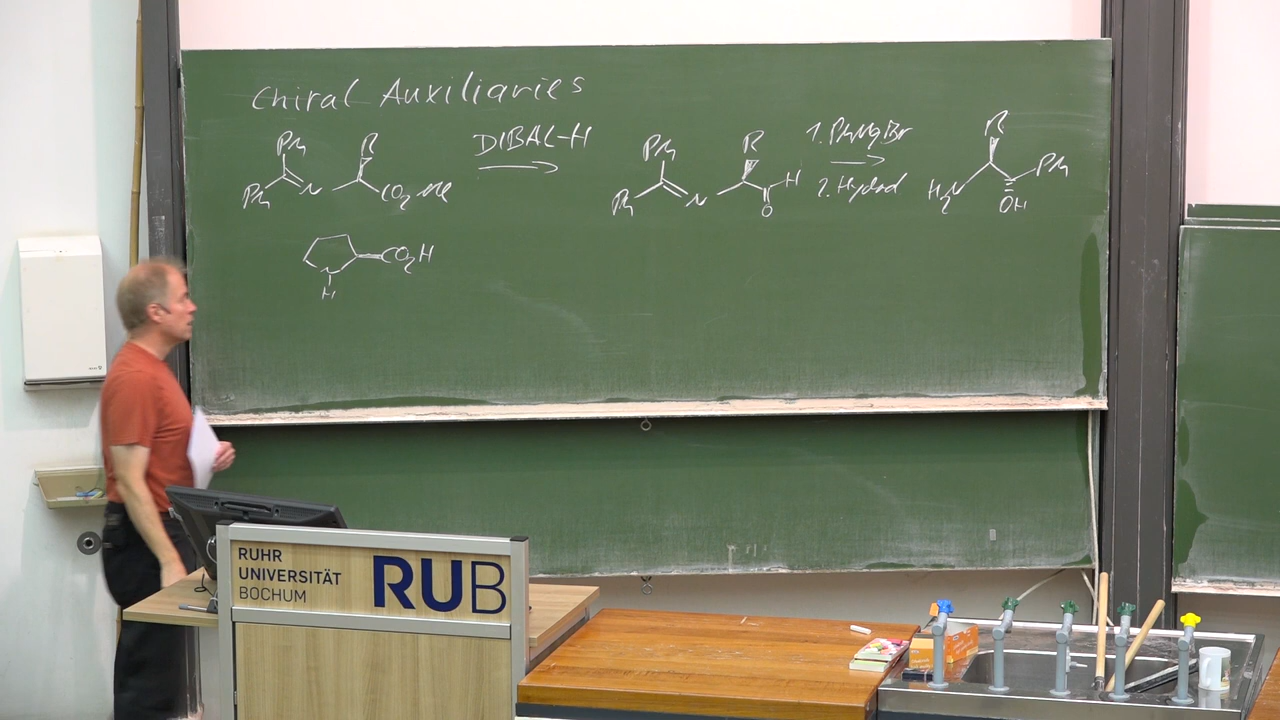 Chiral Auxiliaries
Ph R DIBAL-H Ph R 1. PhMgBr R
Ph N CO2Me Ph N H O 2. Hydrol H2N Ph OH
CO2H
N
H
RUHR
UNIVERSITÄT
BOCHUM
RUB